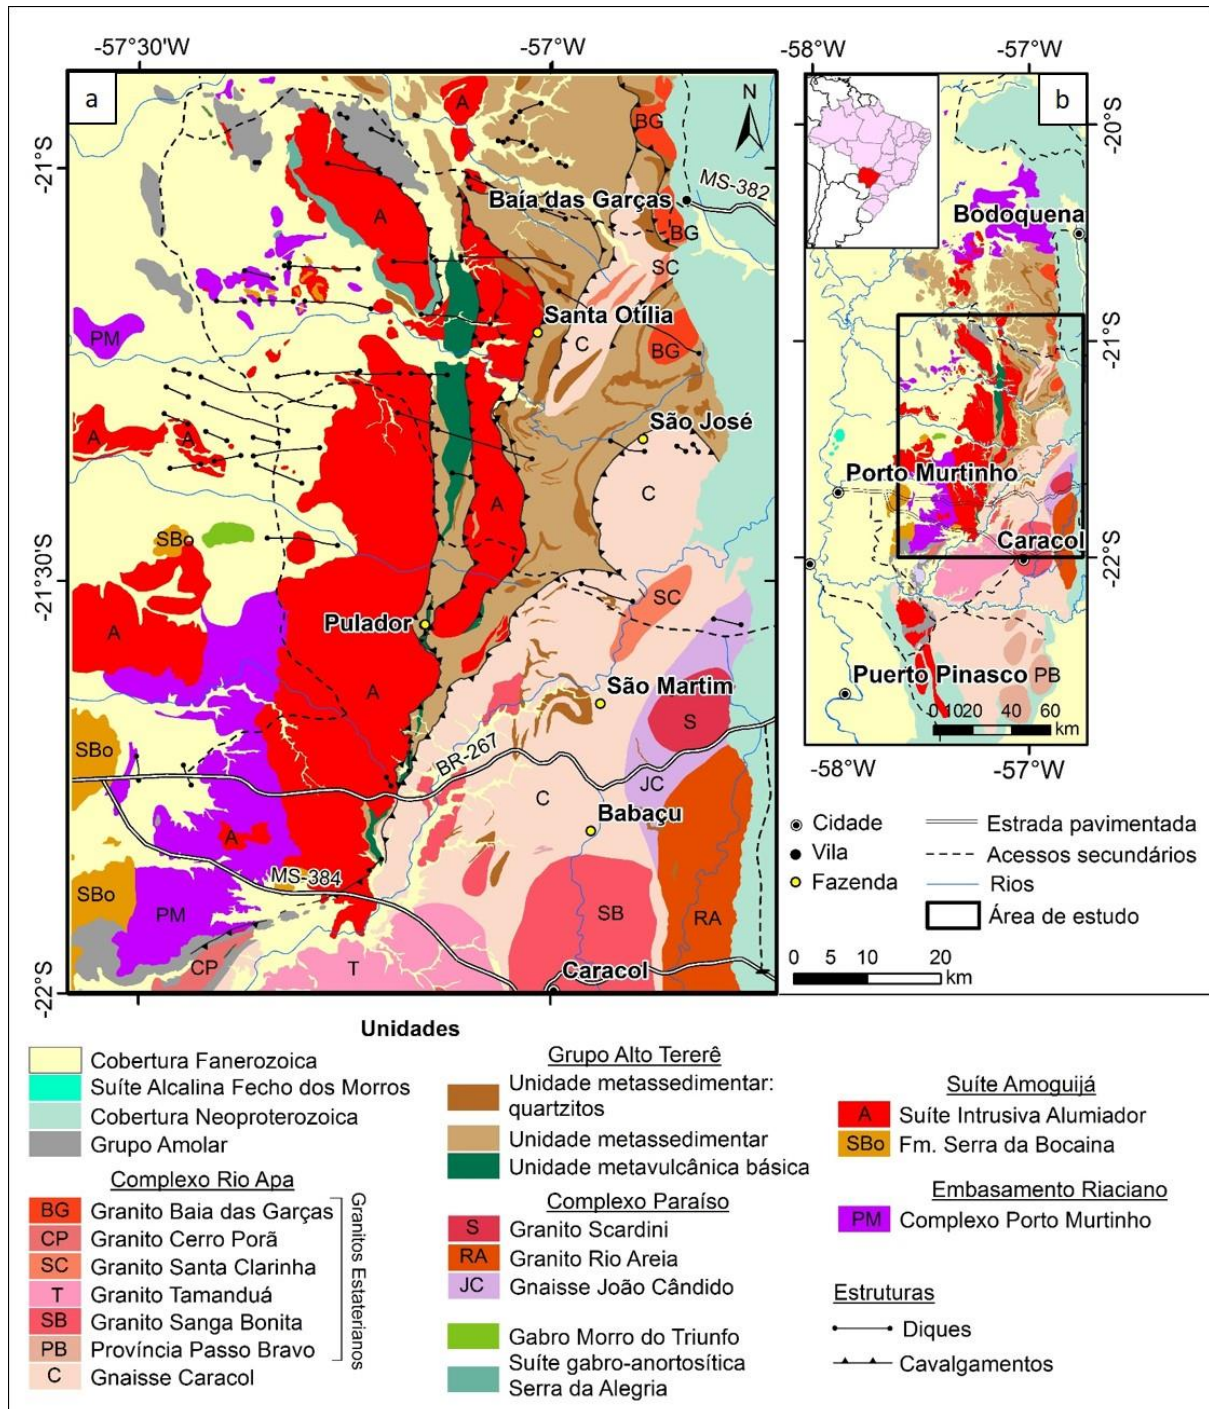 -57°30'W
-57°W
-58°W
-57°W
a
b
N
-20°S
-21°S
-21°S
-22°S
-21°30'S
-22°S
A
BG
MS-382
Baía das Garças
BG
A
SC
Santa Otília
PM
C
BG
São José
A
A
C
A
SBo
SC
Pulador
A
A
São Martim
S
SBo
BR-267
JC
C
Babaçu
A
MS-384
SBo
PM
SB
RA
CP
T
Caracol
Bodoquena
Porto Murtinho
Caracol
Puerto Pinasco
PB
0 1020 40 60
km
-58°W
-57°W
Cidade
Vila
Fazenda
Estrada pavimentada
Acessos secundários
Rios
Área de estudo
0 5 10 20
km
Unidades
Cobertura Fanerozoica
Suíte Alcalina Fecho dos Morros
Cobertura Neoproterozoica
Grupo Amolar
Complexo Rio Apa
BG Granito Baia das Garças
CP Granito Cerro Porã
SC Granito Santa Clarinha
T Granito Tamanduá
SB Granito Sanga Bonita
PB Província Passo Bravo
C Gnaisse Caracol
Granitos Estaterianos
Grupo Alto Tererê
Unidade metassedimentar:
quartzitos
Unidade metassedimentar
Unidade metavulcânica básica
Complexo Paraíso
S Granito Scardini
RA Granito Rio Areia
JC Gnaisse João Cândido
Gabro Morro do Triunfo
Suíte gabro-anortosítica
Serra da Alegria
Suíte Amoguijá
A Suíte Intrusiva Alumiador
SBo Fm. Serra da Bocaina
Embasamento Riaciano
PM Complexo Porto Murtinho
Estruturas
Diques
Cavalgamentos